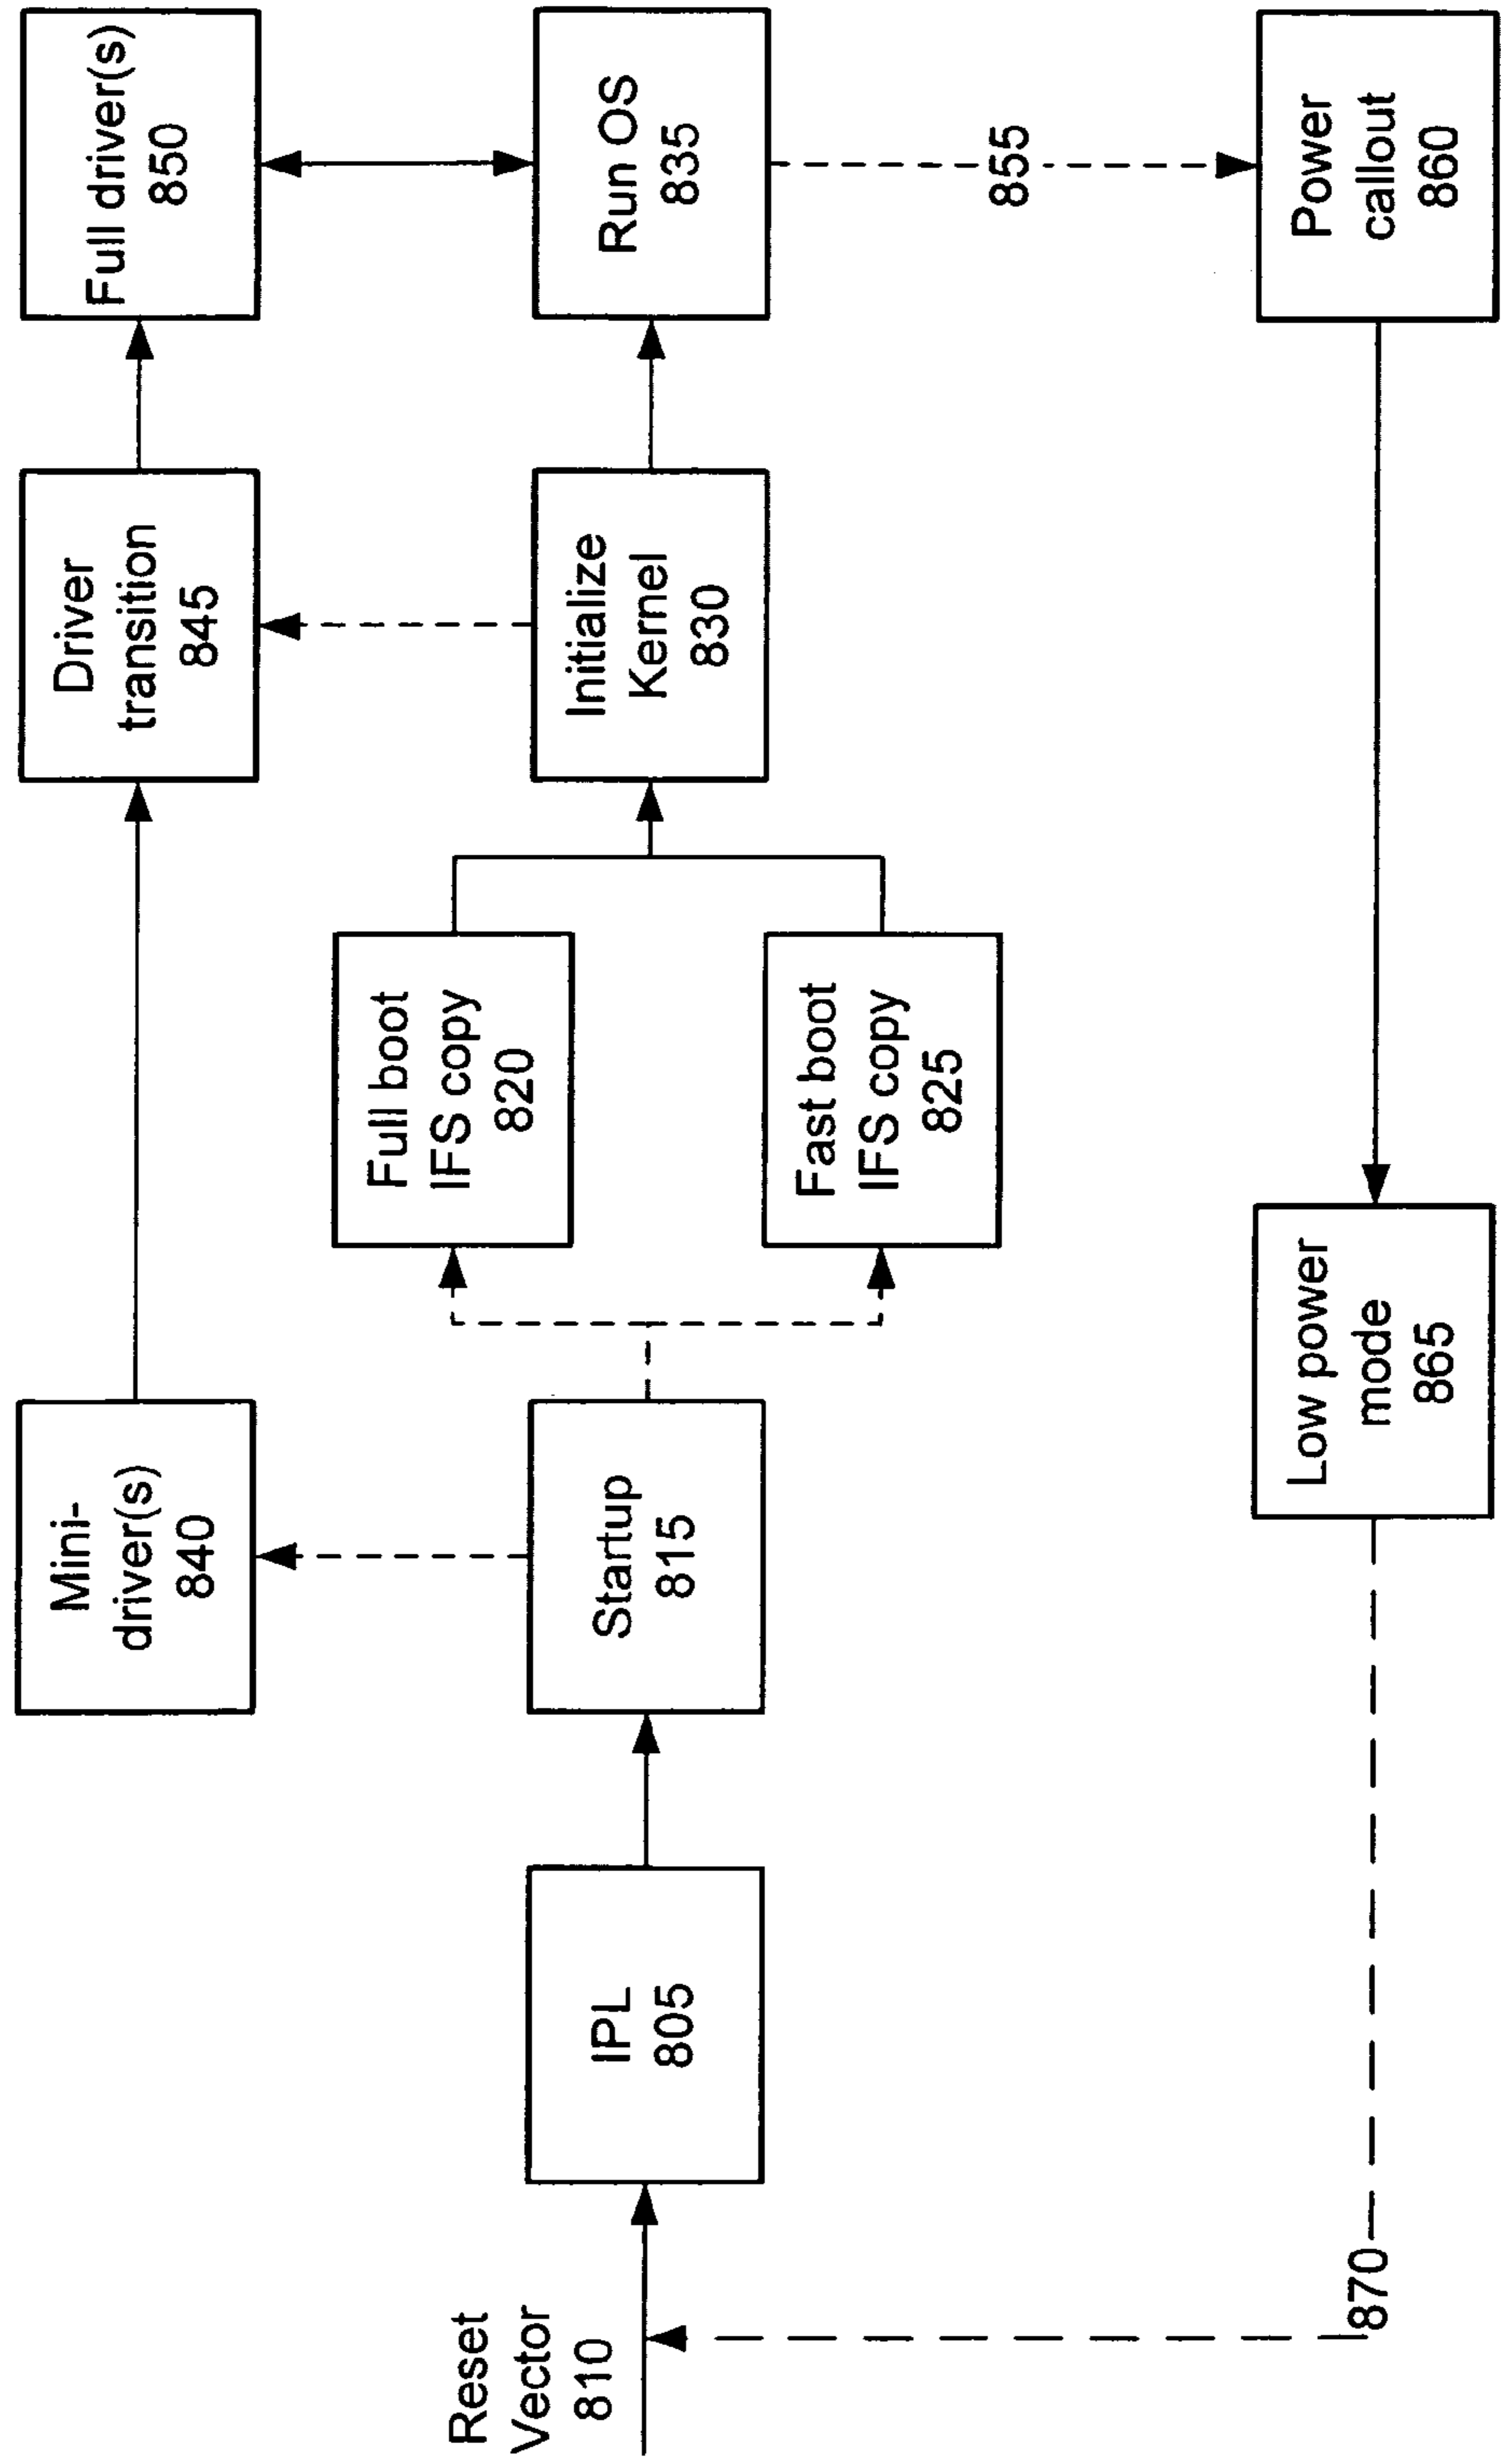 Mini-
driver(s)
840
Driver
transition
845
Full driver(s)
850
Full boot
IFS copy
820
Reset
Vector
810
IPL
805
Startup
815
Initialize
Kernel
830
Run OS
835
Fast boot
IFS copy
825
855
870
Low power
mode
865
Power
callout
860